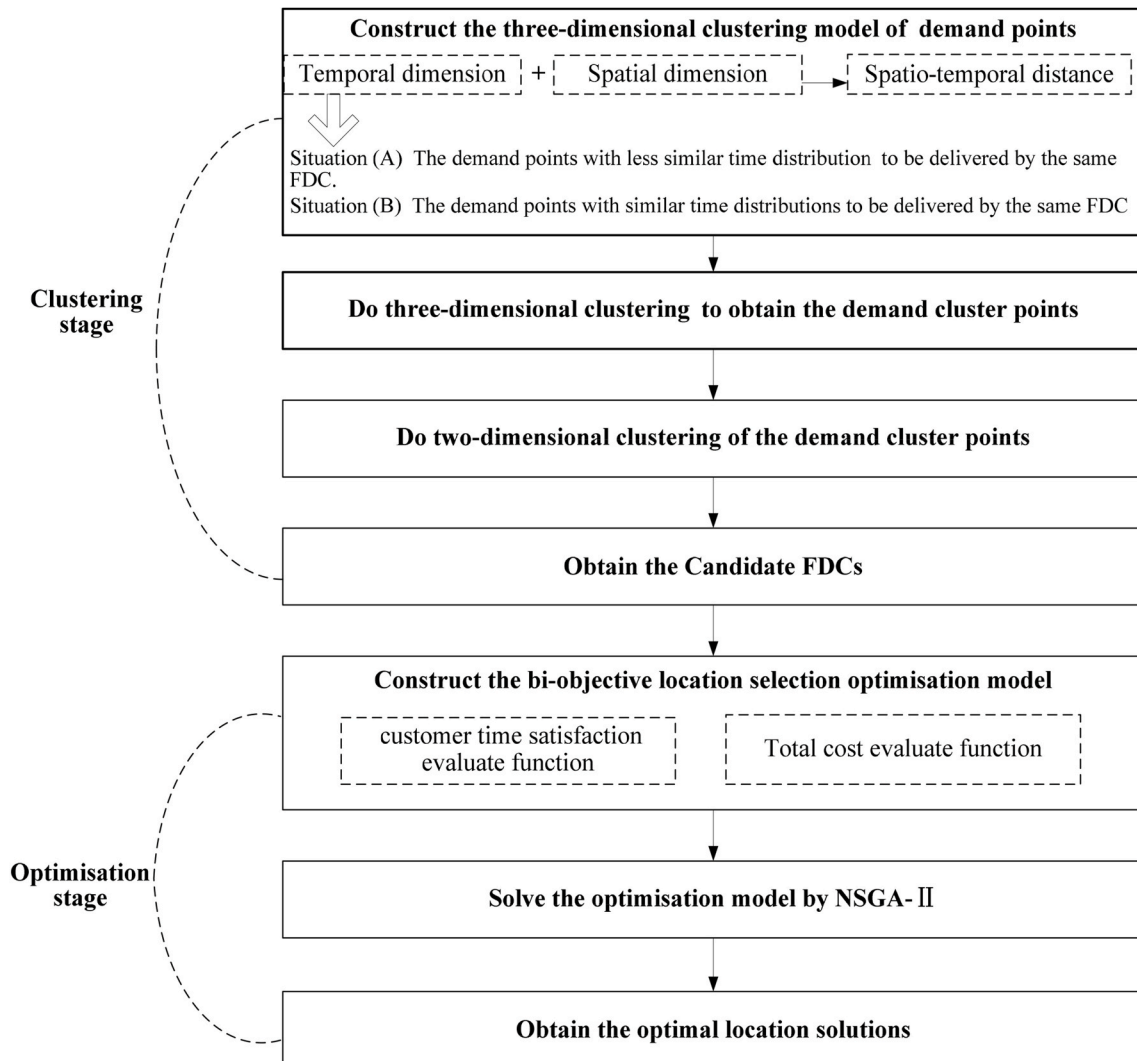 Construct the three-dimensional clustering model of demand points
Temporal dimension + Spatial dimension Spatio-temporal distance
Situation (A) The demand points with less similar time distribution to be delivered by the same
FDC.
Situation (B) The demand points with similar time distributions to be delivered by the same FDC
Clustering
stage
Do three-dimensional clustering to obtain the demand cluster points
Do two-dimensional clustering of the demand cluster points
Obtain the Candidate FDCs
Construct the bi-objective location selection optimisation model
customer time satisfaction
evaluate function
Total cost evaluate function
Optimisation
stage
Solve the optimisation model by NSGA-Ⅱ
Obtain the optimal location solutions